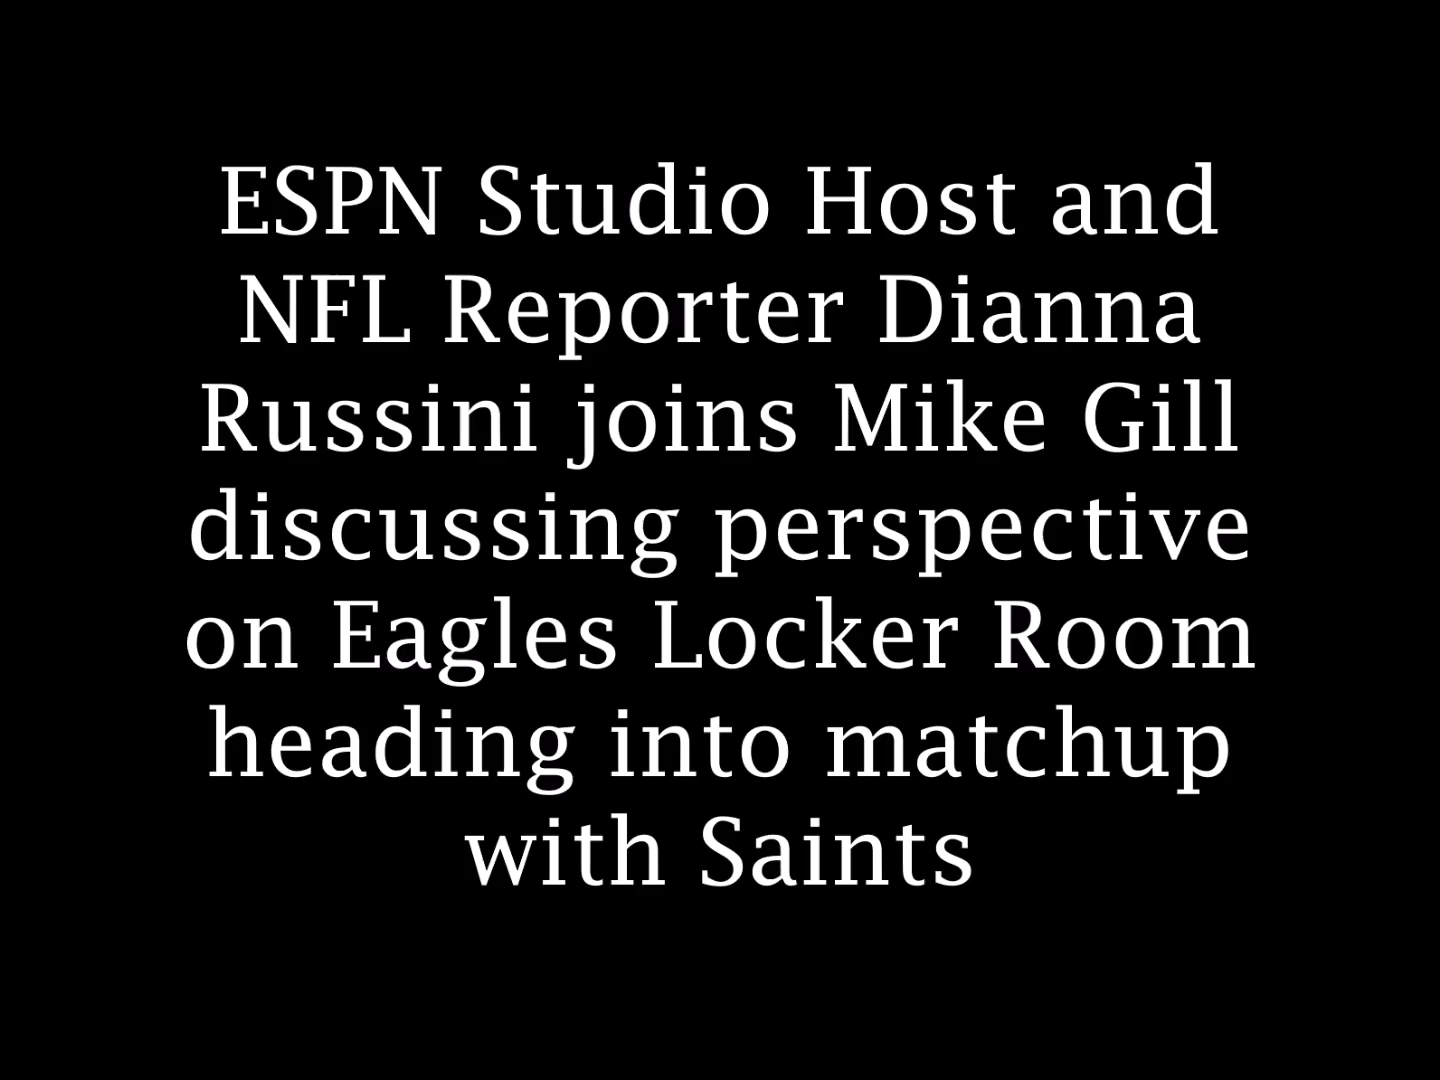 ESPN Studio Host and
NFL Reporter Dianna
Russini joins Mike Gill
discussing perspective
on Eagles Locker Room
heading into matchup
with Saints